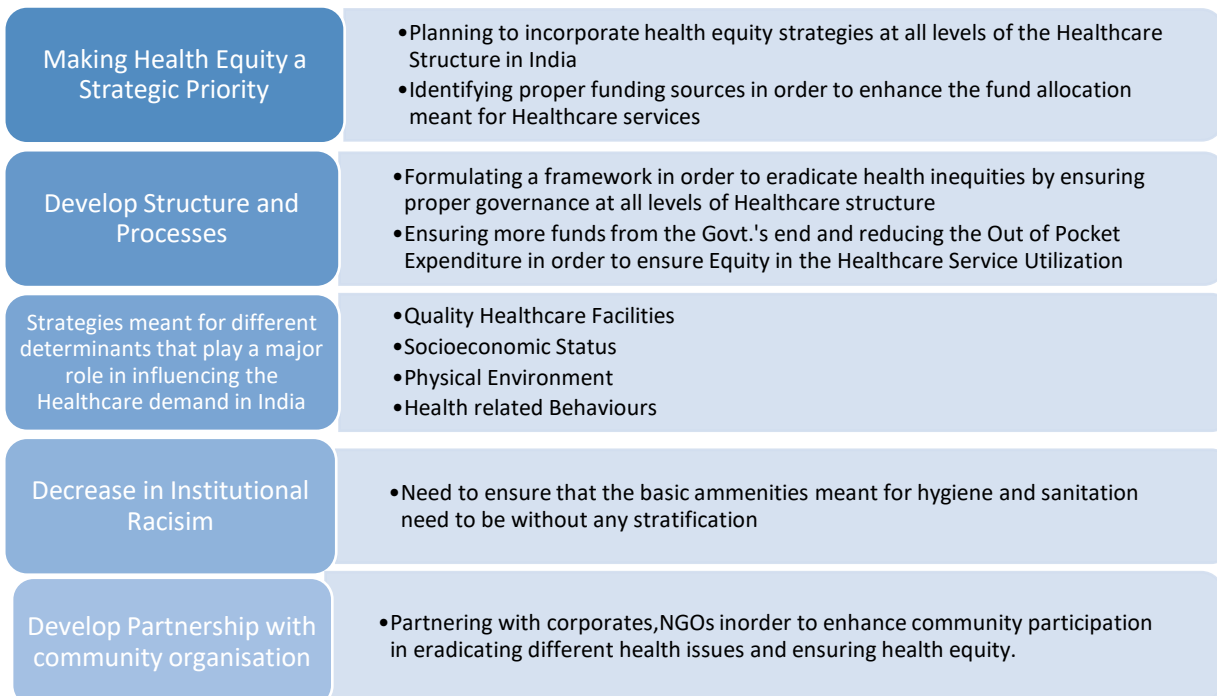 Making Health Equity a
Strategic Priority
•Planning to incorporate health equity strategies at all levels of the Healthcare
Structure in India
•Identifying proper funding sources in order to enhance the fund allocation
meant for Healthcare services
Develop Structure and
Processes
•Formulating a framework in order to eradicate health inequities by ensuring
proper governance at all levels of Healthcare structure
•Ensuring more funds from the Govt.'s end and reducing the Out of Pocket
Expenditure in order to ensure Equity in the Healthcare Service Utilization
Strategies meant for different
determinants that play a major
role in influencing the
Healthcare demand in India
•Quality Healthcare Facilities
•Socioeconomic Status
•Physical Environment
•Health related Behaviours
Decrease in Institutional
Racisim
•Need to ensure that the basic ammenities meant for hygiene and sanitation
need to be without any stratification
Develop Partnership with
community organisation
•Partnering with corporates,NGOs inorder to enhance community participation
in eradicating different health issues and ensuring health equity.